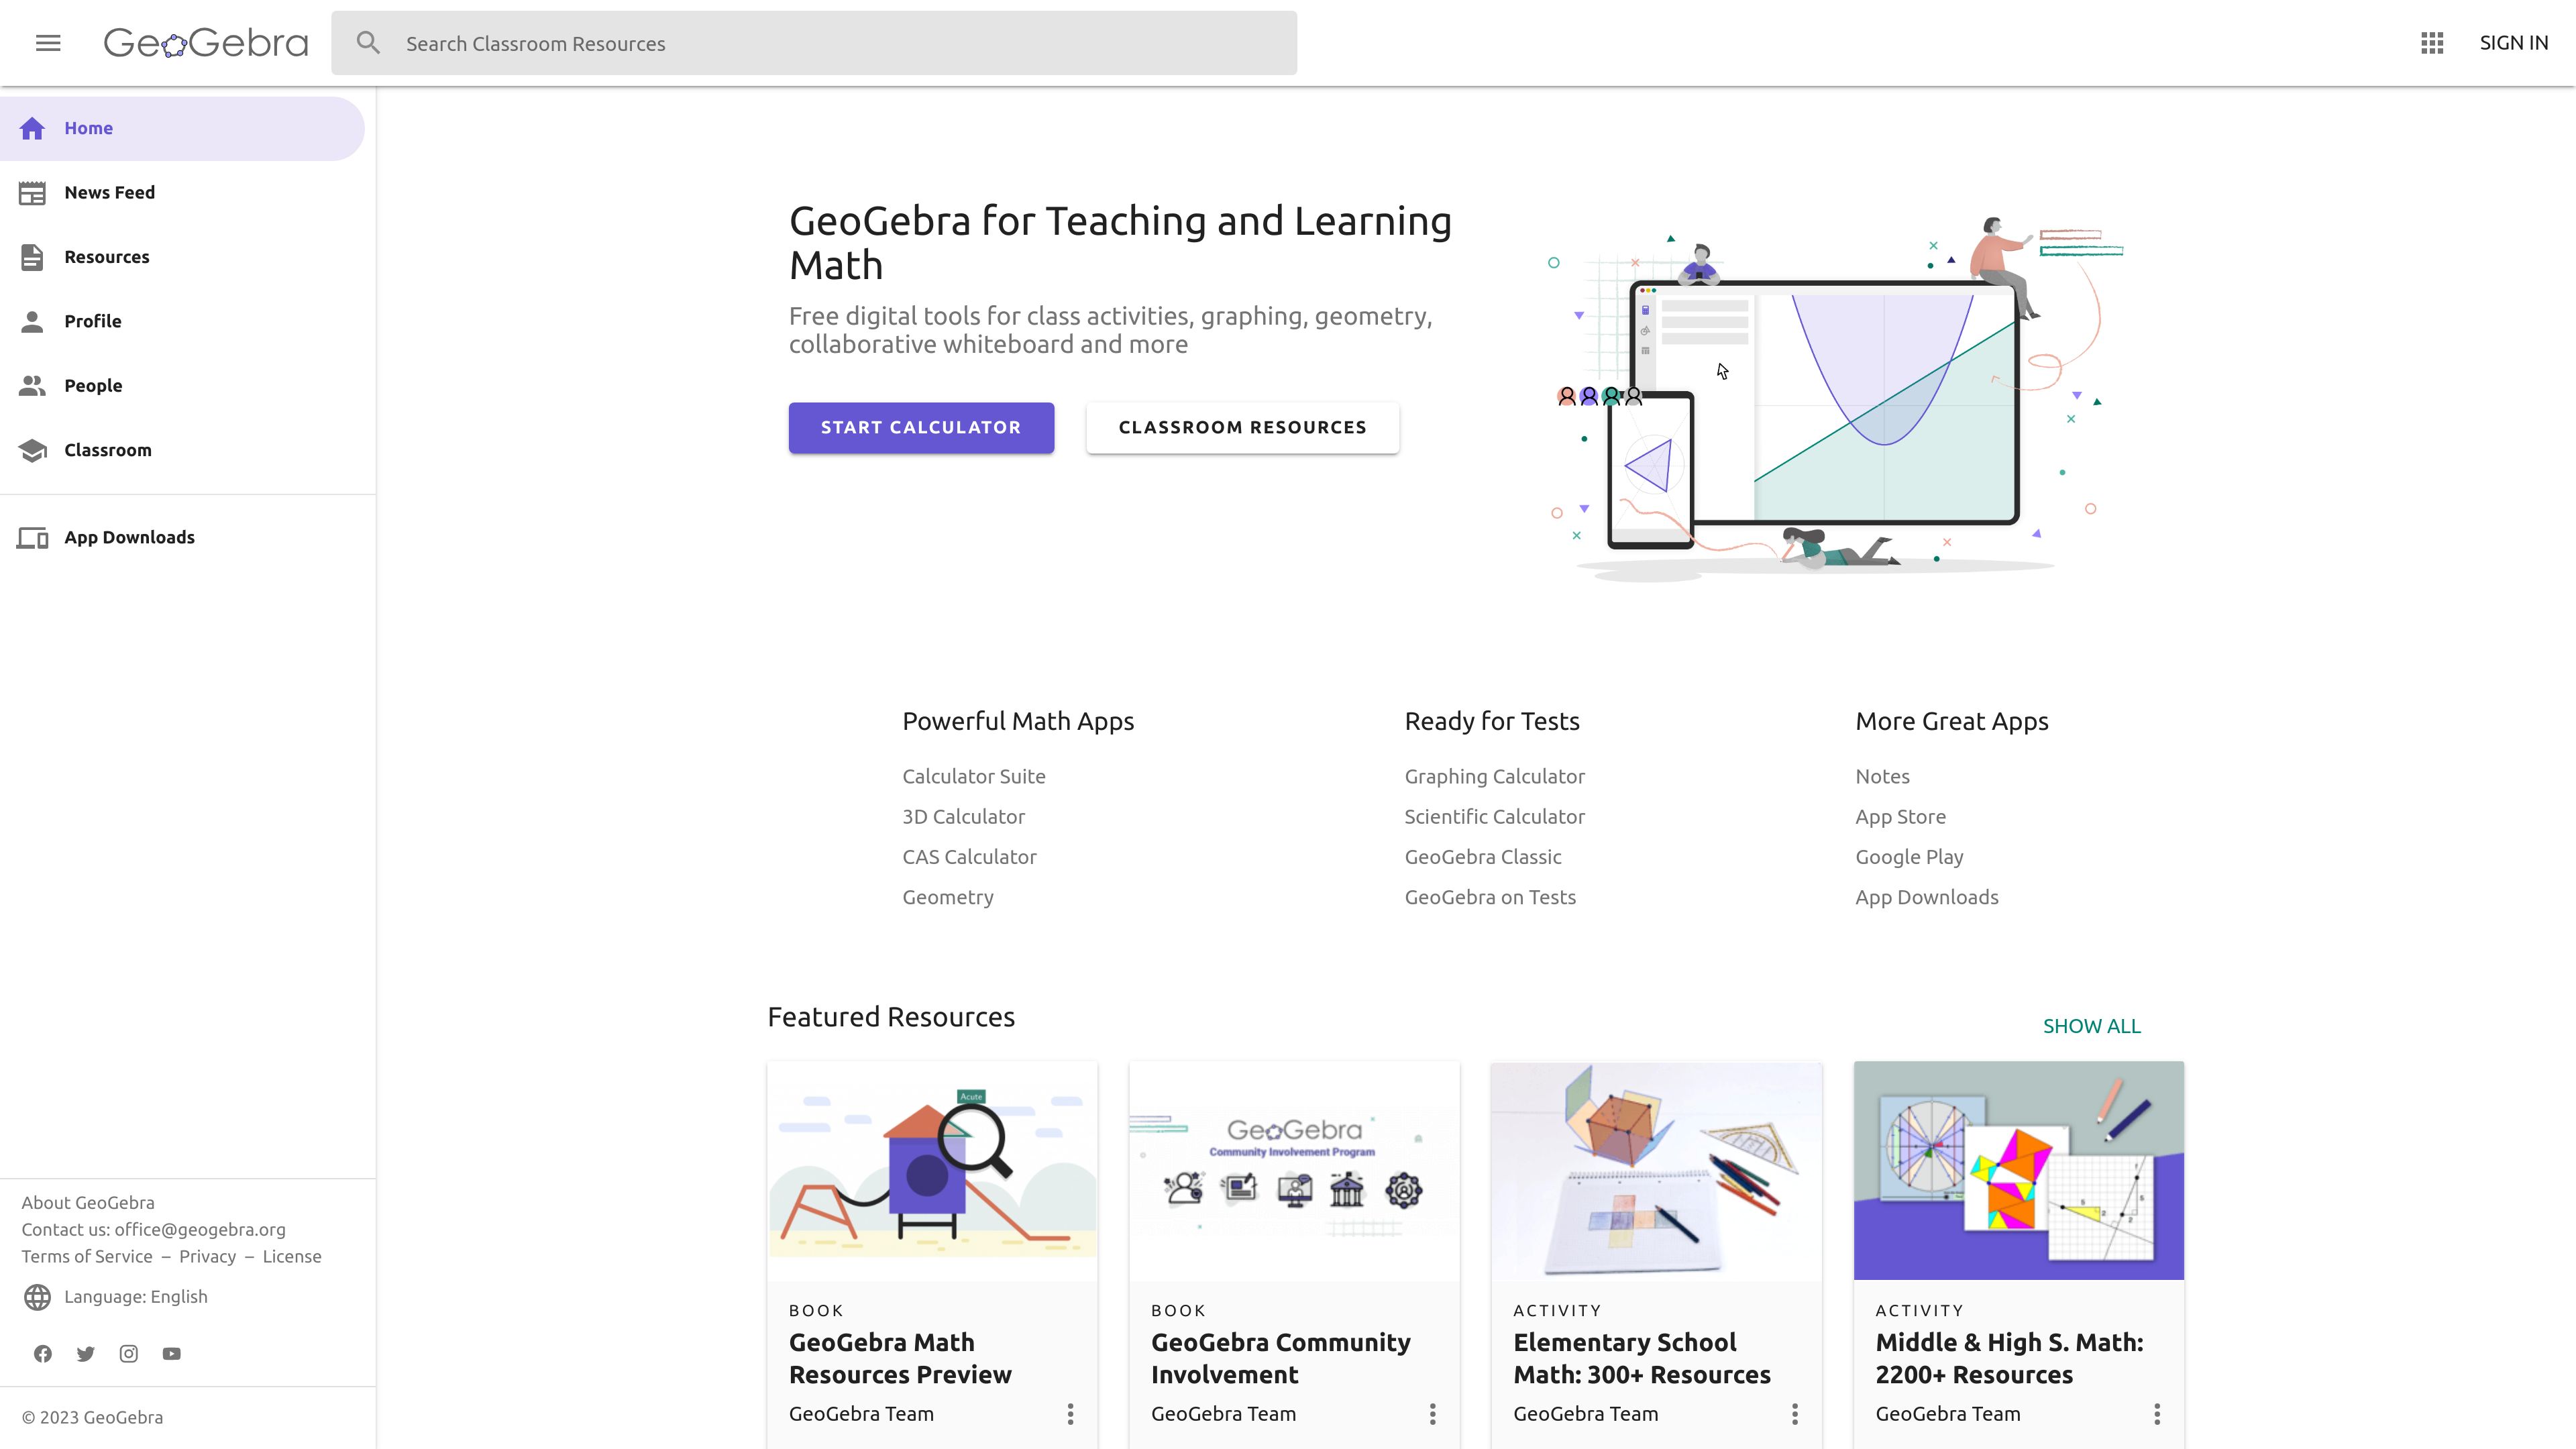 GeoGebra
Search Classroom Resources
SIGN IN
Home
News Feed
Resources
Profile
People
Classroom
App Downloads
GeoGebra for Teaching and Learning
Math
Free digital tools for class activities, graphing, geometry,
collaborative whiteboard and more
START CALCULATOR
CLASSROOM RESOURCES
Powerful Math Apps
Calculator Suite
3D Calculator
CAS Calculator
Geometry
Ready for Tests
Graphing Calculator
Scientific Calculator
GeoGebra Classic
GeoGebra on Tests
More Great Apps
Notes
App Store
Google Play
App Downloads
Featured Resources
SHOW ALL
Acute
BOOK
GeoGebra Math
Resources Preview
GeoGebra Team
GeoGebra
Community Involvement Program
BOOK
GeoGebra Community
Involvement
GeoGebra Team
ACTIVITY
Elementary School
Math: 300+ Resources
GeoGebra Team
ACTIVITY
Middle & High S. Math:
2200+ Resources
GeoGebra Team
About GeoGebra
Contact us: office@geogebra.org
Terms of Service – Privacy – License
Language: English
© 2023 GeoGebra